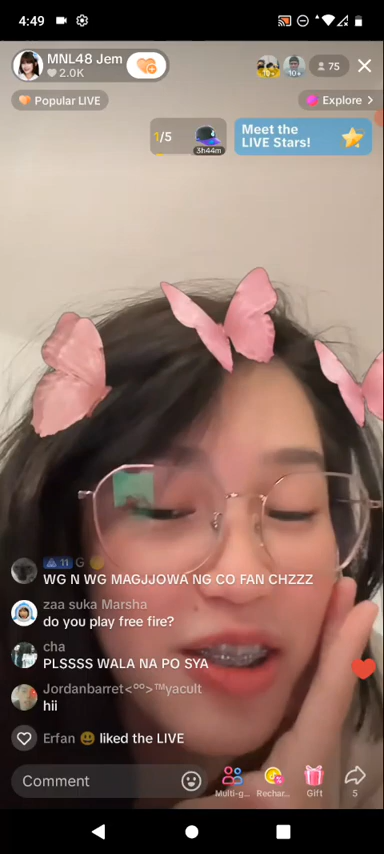 4:49
MNL48 Jem
2.0K
10+
10+
75
Popular LIVE
Explore >
1/5
3h44m
Meet the
LIVE Stars!
11 G
WG N WG MAGJJOWA NG CO FAN CHZZZ
zaa suka Marsha
do you play free fire?
cha
PLSSSS WALA NA PO SYA
Jordanbarret<°°>™yacult
hii
Erfan 😃 liked the LIVE
Comment
Multi-g...
Rechar...
Gift
5